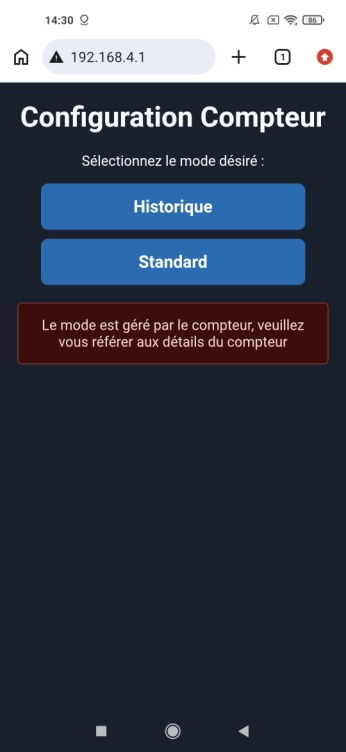 14:30
86
192.168.4.1
1
Configuration Compteur
Sélectionnez le mode désiré :
Historique
Standard
Le mode est géré par le compteur, veuillez
vous référer aux détails du compteur